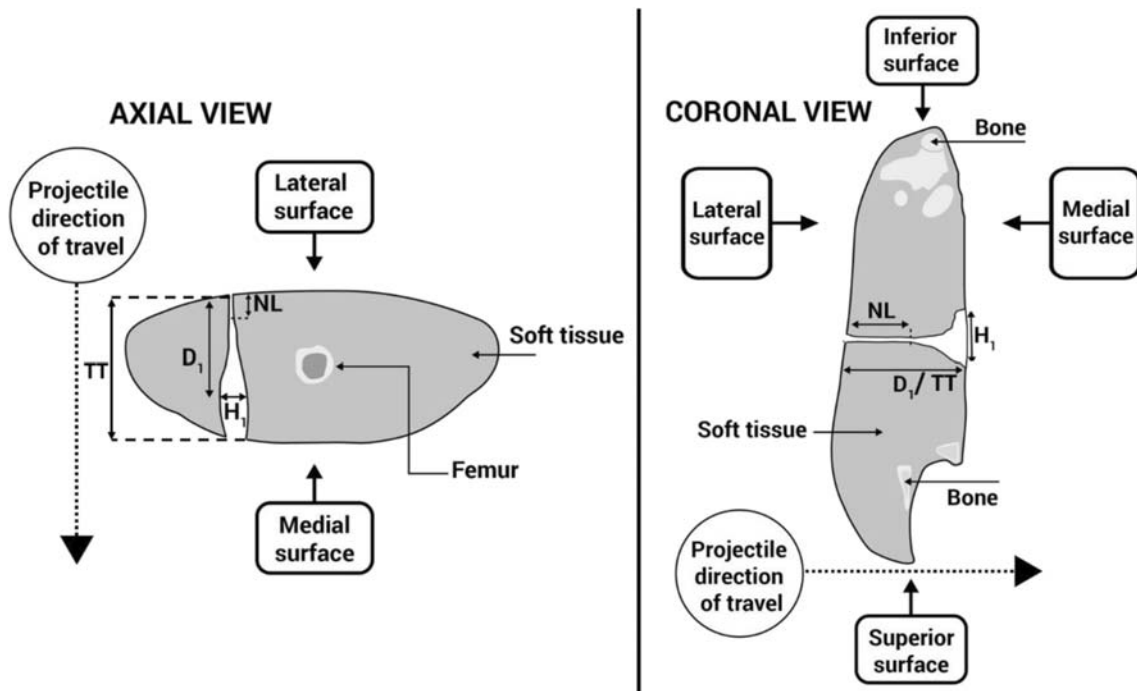 AXIAL VIEW
Projectile
direction
of travel
Lateral
surface
NL
TT
D₁
H₁
Soft tissue
Femur
Medial
surface
CORONAL VIEW
Inferior
surface
Bone
Lateral
surface
Medial
surface
NL
H₁
D₁/ TT
Soft tissue
Bone
Projectile
direction
of travel
Superior
surface